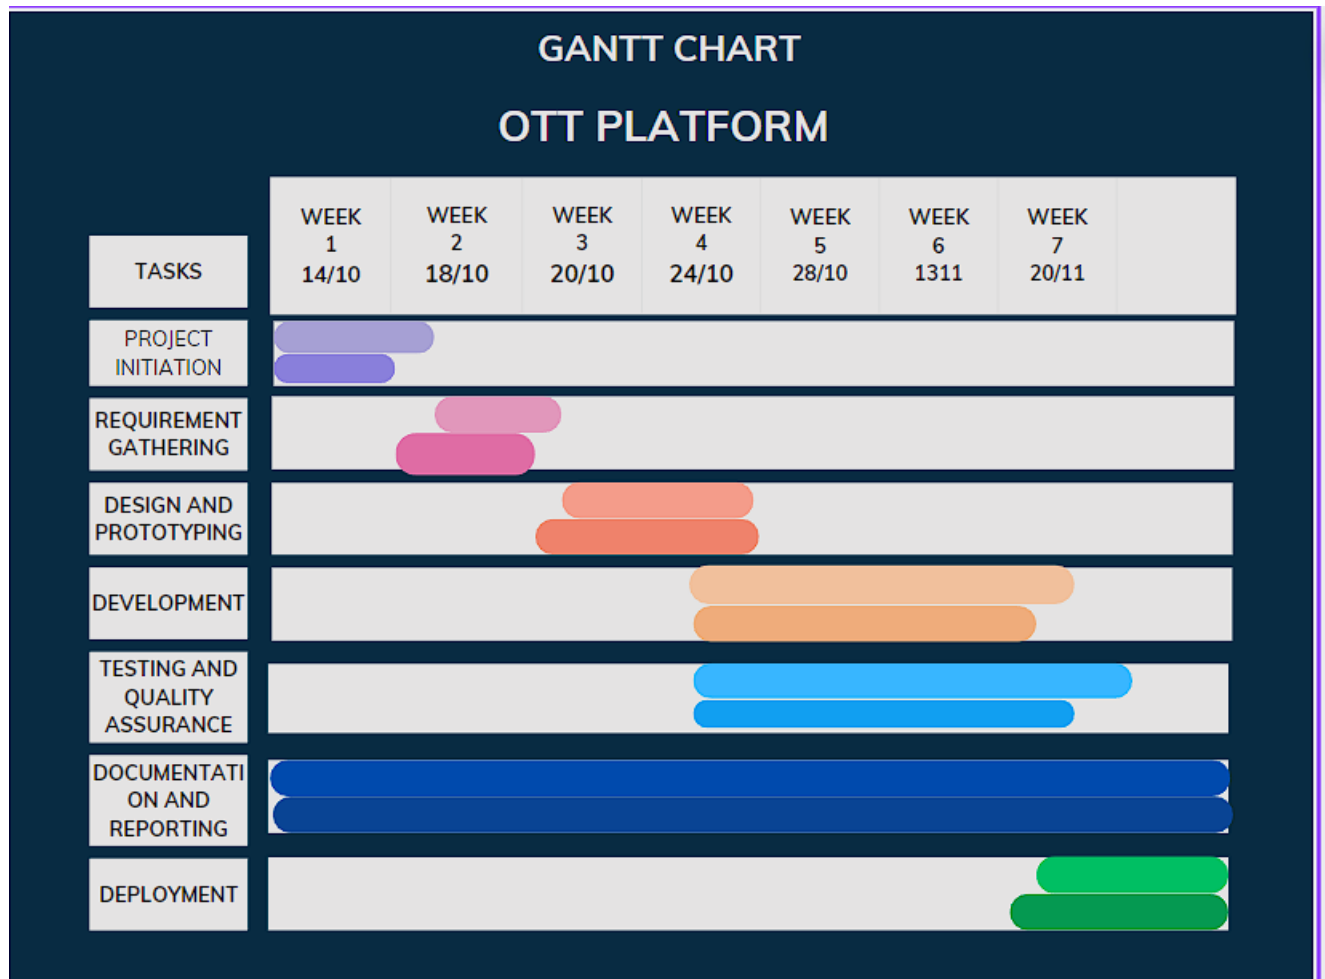 GANTT CHART
OTT PLATFORM
TASKS
WEEK
1
14/10
WEEK
2
18/10
WEEK
3
20/10
WEEK
4
24/10
WEEK
5
28/10
WEEK
6
1311
WEEK
7
20/11
PROJECT
INITIATION
REQUIREMENT
GATHERING
DESIGN AND
PROTOTYPING
DEVELOPMENT
TESTING AND
QUALITY
ASSURANCE
DOCUMENTATI
ON AND
REPORTING
DEPLOYMENT